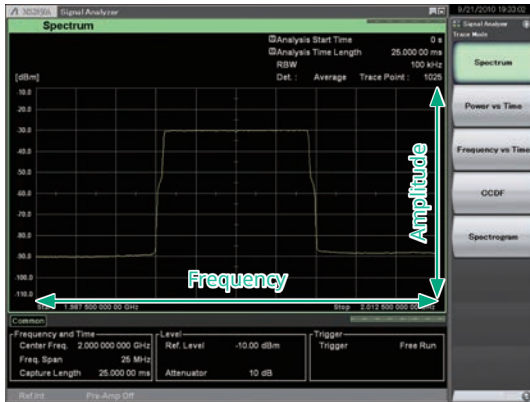 MS2830A Signal Analyzer
9/21/2010 19:33:02
Spectrum
Signal Analyzer
Trace Mode
Analysis Start Time 0 s
Analysis Time Length 25.000 00 ms
RBW 100 kHz
Det. : Average Trace Point : 1025
[dBm]
-10.0
-30.0
-50.0
-60.0
-70.0
-80.0
-90.0
-100.0
-110.0
Amplitude
Frequency
1.987 500 000 00 GHz Stop 2.012 500 000 00 GHz
Spectrum
Power vs Time
Frequency vs Time
CCDF
Spectrogram
Common
Frequency and Time
Center Freq. 2.000 000 000 GHz
Freq. Span 25 MHz
Capture Length 25.000 00 ms
Level
Ref. Level -10.00 dBm
Attenuator 10 dB
Trigger
Trigger Free Run
Ref.Int Pre-Amp Off